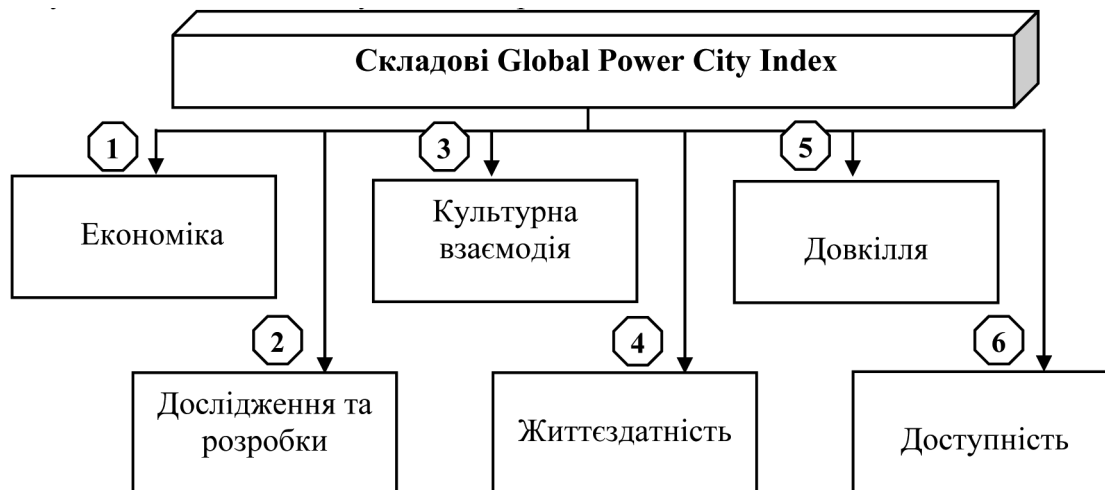 Складові Global Power City Index
1
Економіка
2
Дослідження та
розробки
3
Культурна
взаємодія
4
Життєздатність
5
Довкілля
6
Доступність